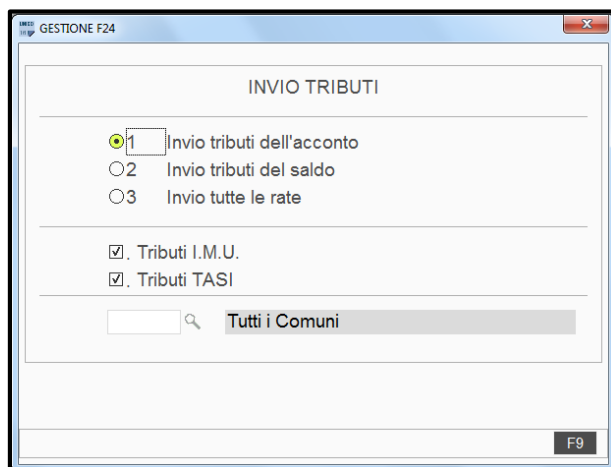 GESTIONE F24
INVIO TRIBUTI
1 Invio tributi dell'acconto
2 Invio tributi del saldo
3 Invio tutte le rate
. Tributi I.M.U.
. Tributi TASI
Tutti i Comuni
F9